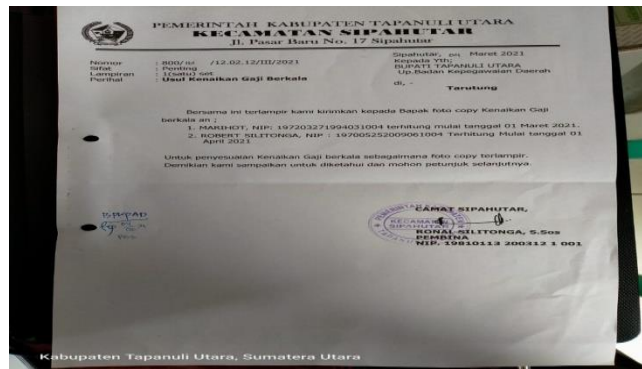 PEMERINTAH KABUPATEN TAPANULI UTARA
KECAMATAN SIPAHUTAR
Jl. Pasar Baru No. 17 Sipahutar
Sipahutar, Maret 2021
Nomor : 800/ /12.02.12/III/2021
Kepada Yth;
Sifat : Penting
BUPATI TAPANULI UTARA
Lampiran : 1(satu) set
Up.Badan Kepegawaian Daerah
Perihal : Usul Kenaikan Gaji Berkala
di, -
Tarutung
Bersama ini terlampir kami kirimkan kepada Bapak foto copy Kenaikan Gaji
berkala an ;
1. MARIHOT, NIP: 197203271994031004 terhitung mulai tanggal 01 Maret 2021.
2. ROBERT SILITONGA, NIP : 197005252009061004 Terhitung Mulai tanggal 01
April 2021
Untuk penyesualan Kenaikan Gaji berkala sebagaimana foto copy terlampir.
Demikian kami sampaikan untuk diketahui dan mohon petunjuk selanjutnya.
CAMAT SIPAHUTAR,
KECAMATAN
SIPAHUTAR
RONAL SILITONGA, S.Sos
PEMBINA
NIP. 19810113 200312 1 001
Kabupaten Tapanuli Utara, Sumatera Utara